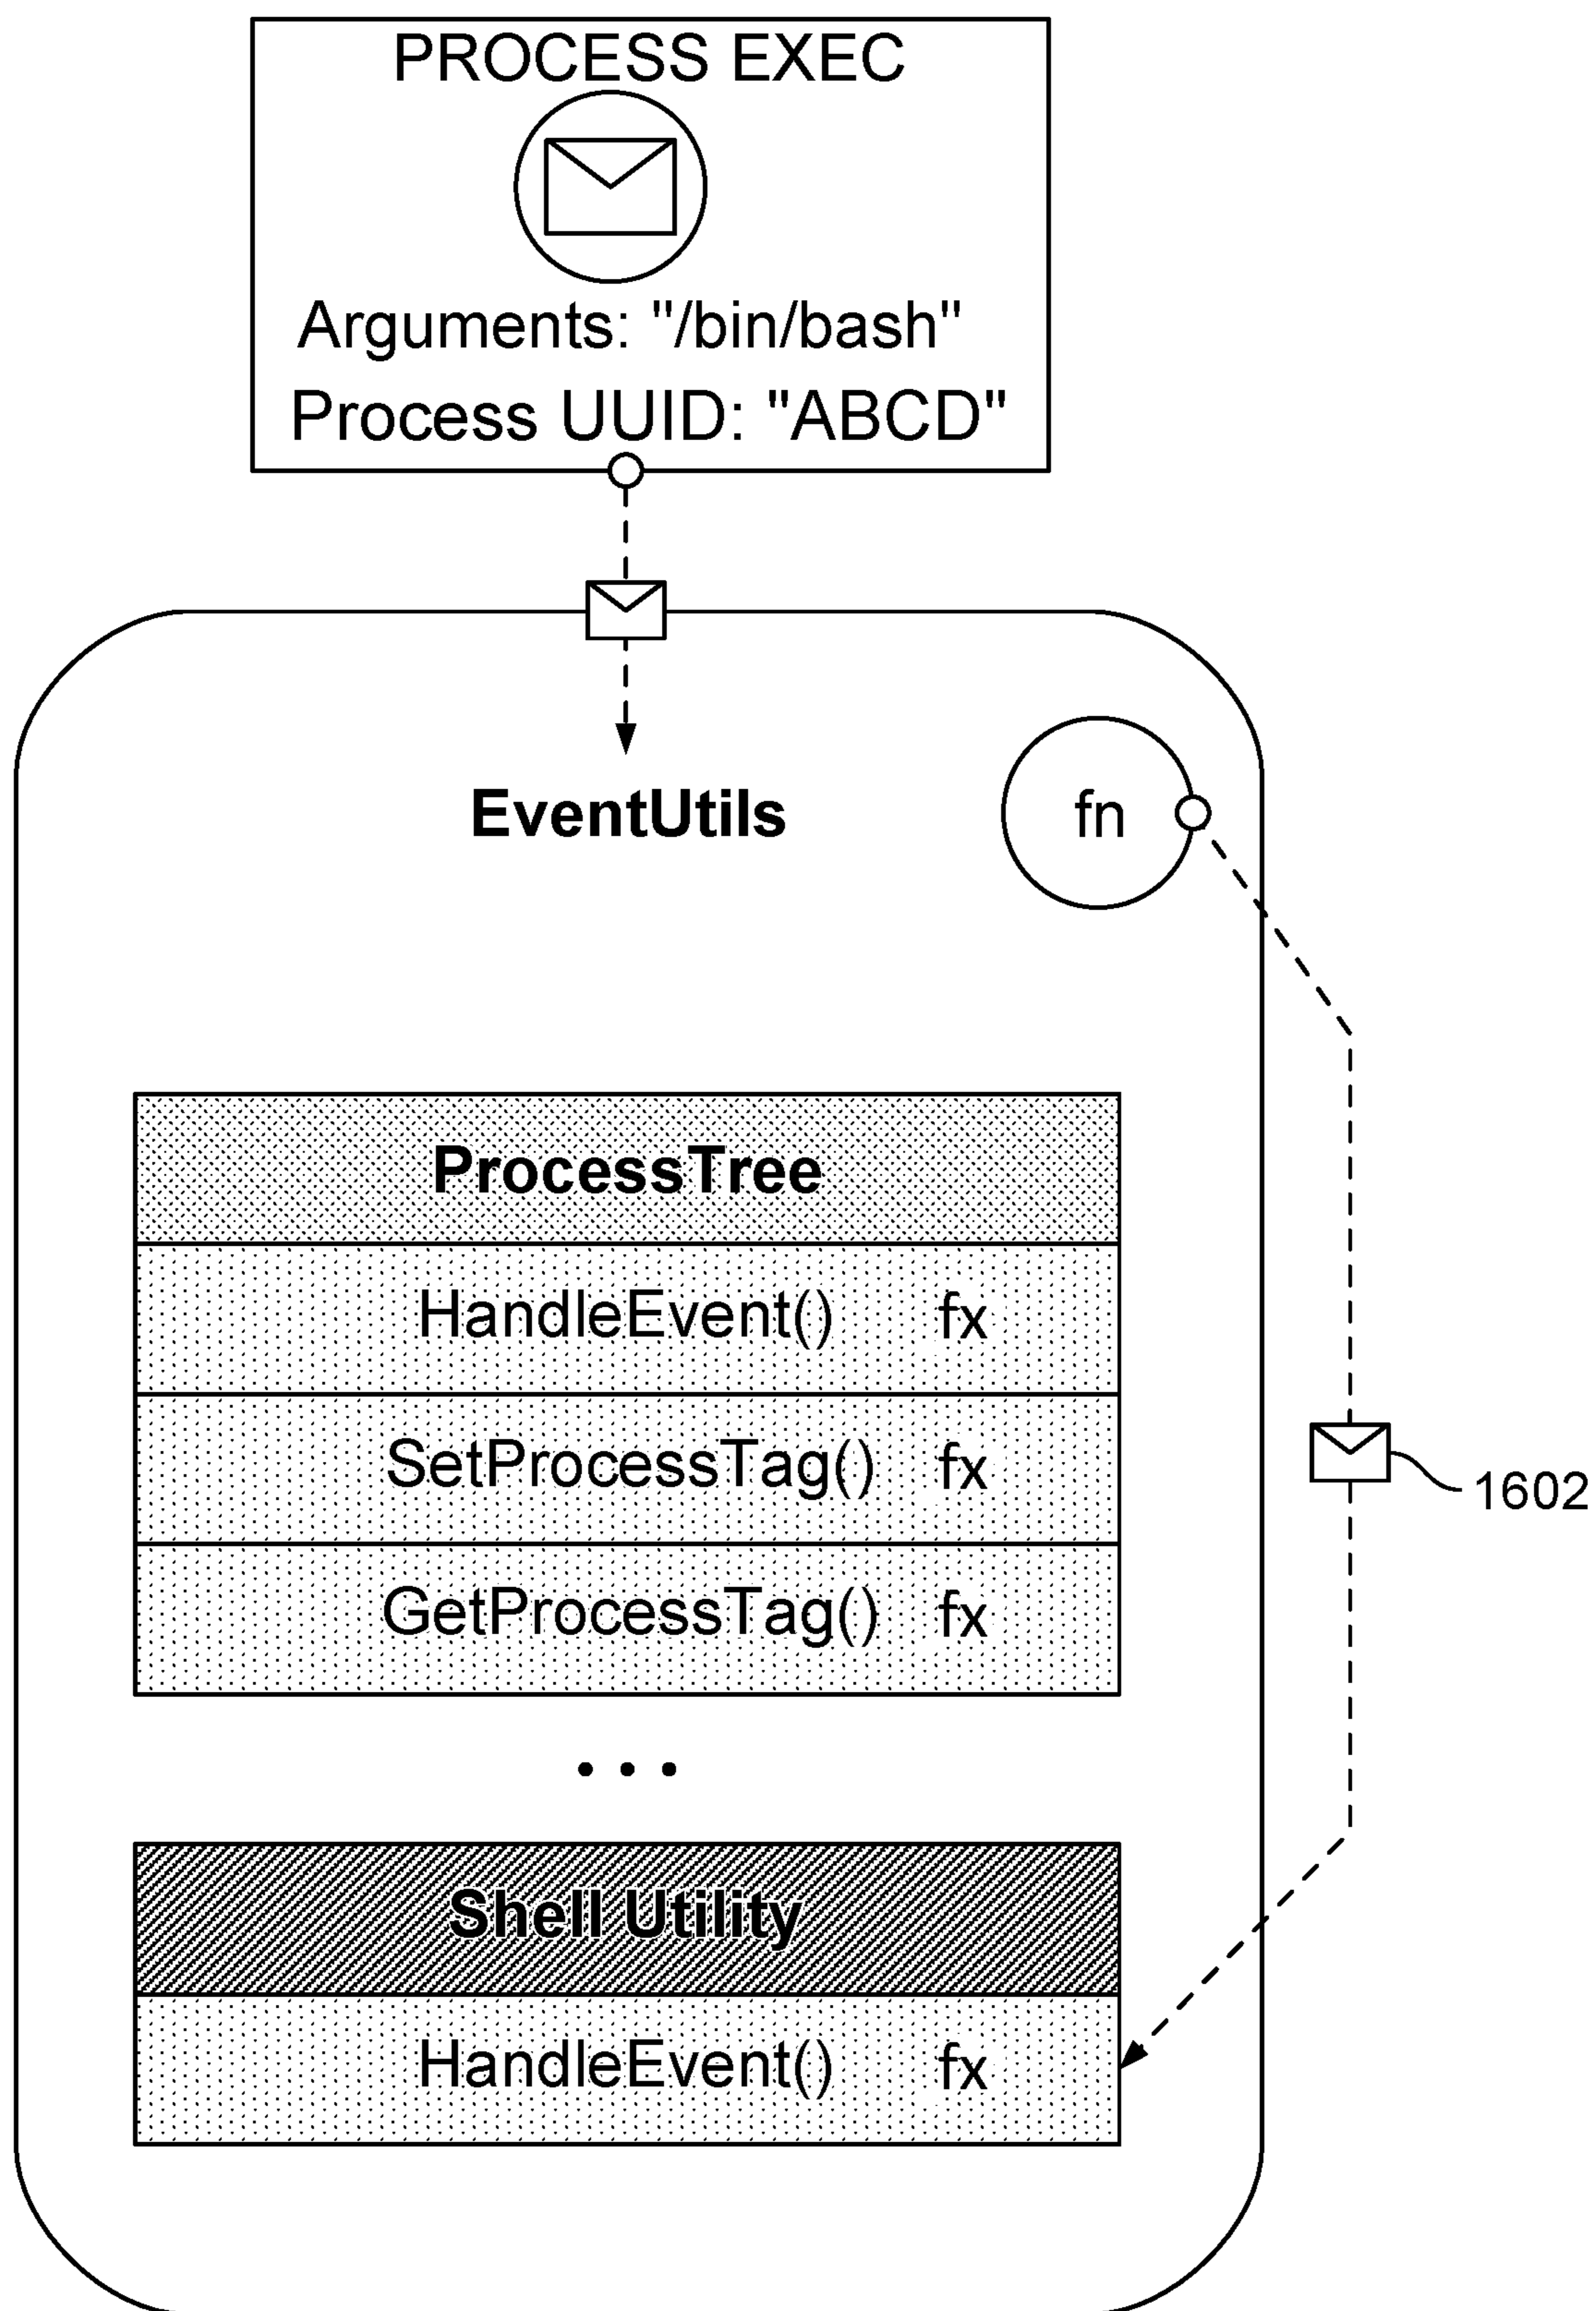 PROCESS EXEC
Arguments: "/bin/bash"
Process UUID: "ABCD"
EventUtils
fn
ProcessTree
HandleEvent() fx
SetProcessTag() fx
GetProcessTag() fx
1602
...
Shell Utility
HandleEvent() fx